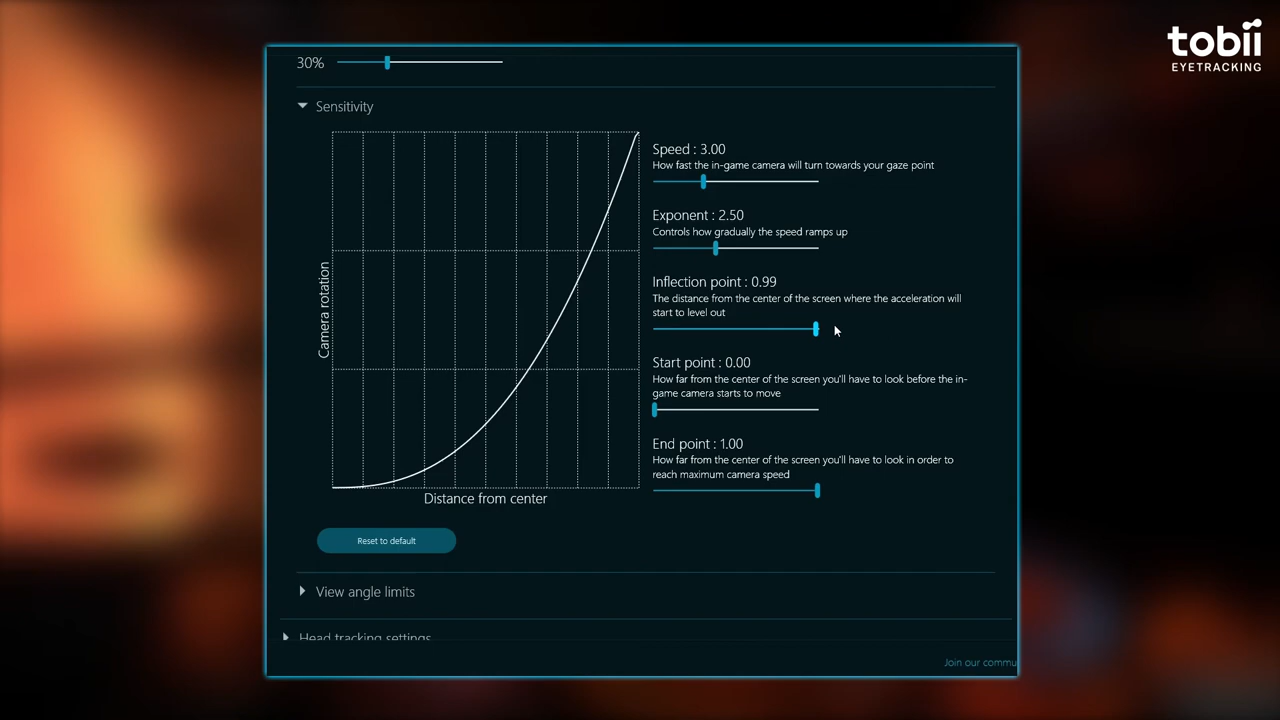 tobii
EYETRACKING
30%
Sensitivity
Speed : 3.00
How fast the in-game camera will turn towards your gaze point
Exponent : 2.50
Controls how gradually the speed ramps up
Inflection point : 0.99
The distance from the center of the screen where the acceleration will
start to level out
Start point : 0.00
How far from the center of the screen you'll have to look before the in-
game camera starts to move
End point : 1.00
How far from the center of the screen you'll have to look in order to
reach maximum camera speed
Camera rotation
Distance from center
Reset to default
View angle limits
Head tracking settings
Join our commu